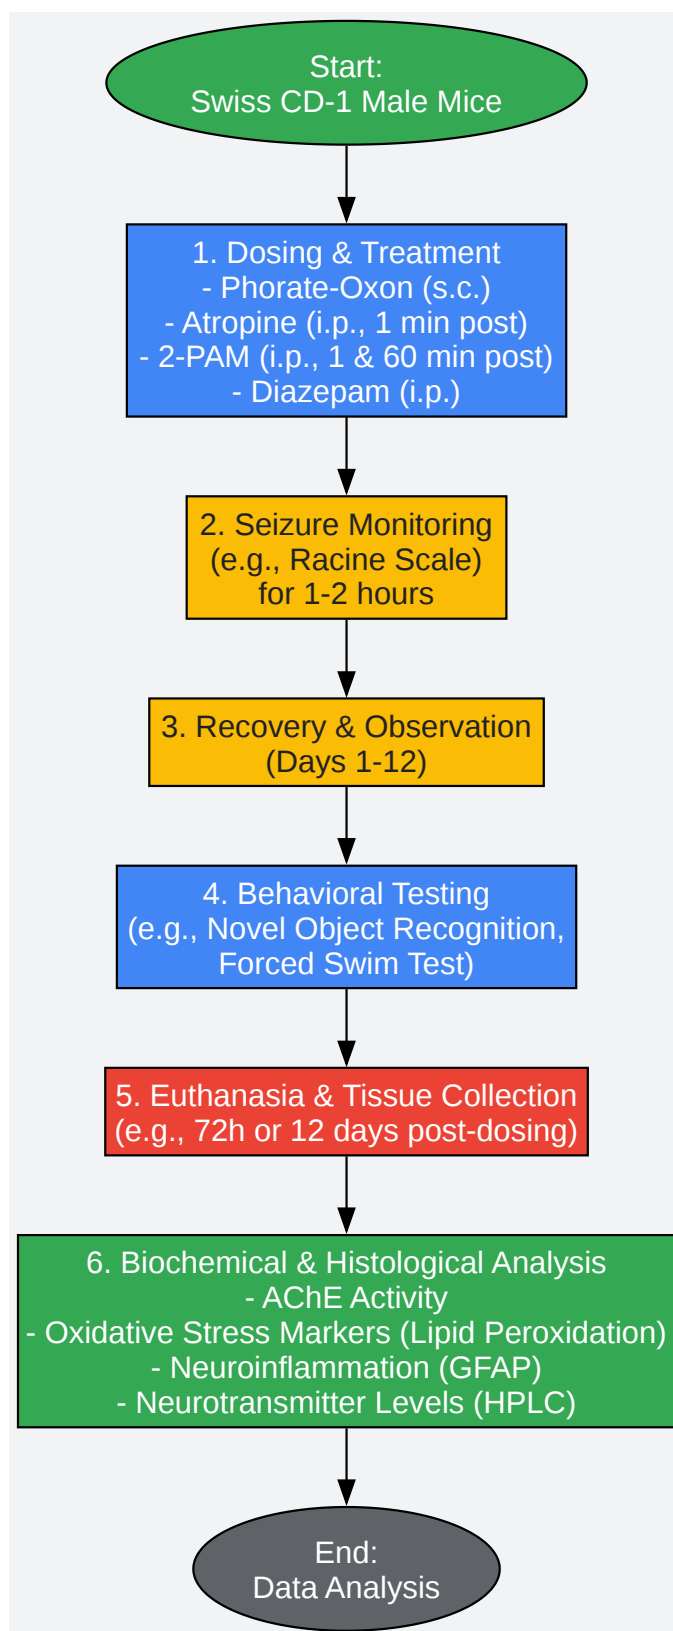 Start:
Swiss CD-1 Male Mice
1. Dosing & Treatment
- Phorate-Oxon (s.c.)
- Atropine (i.p., 1 min post)
- 2-PAM (i.p., 1 & 60 min post)
- Diazepam (i.p.)
2. Seizure Monitoring
(e.g., Racine Scale)
for 1-2 hours
3. Recovery & Observation
(Days 1-12)
4. Behavioral Testing
(e.g., Novel Object Recognition,
Forced Swim Test)
5. Euthanasia & Tissue Collection
(e.g., 72h or 12 days post-dosing)
6. Biochemical & Histological Analysis
- AChE Activity
- Oxidative Stress Markers (Lipid Peroxidation)
- Neuroinflammation (GFAP)
- Neurotransmitter Levels (HPLC)
End:
Data Analysis